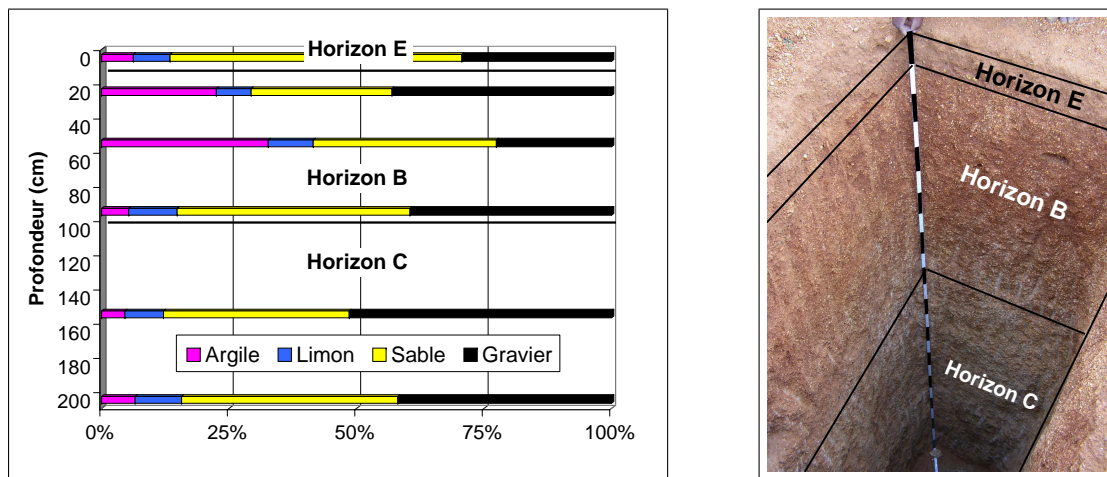 Horizon E
0
20
40
60
80
100
120
140
160
180
200
Profondeur (cm)
Horizon B
Horizon C
Argile Limon Sable Gravier
0% 25% 50% 75% 100%
Horizon E
Horizon B
Horizon C